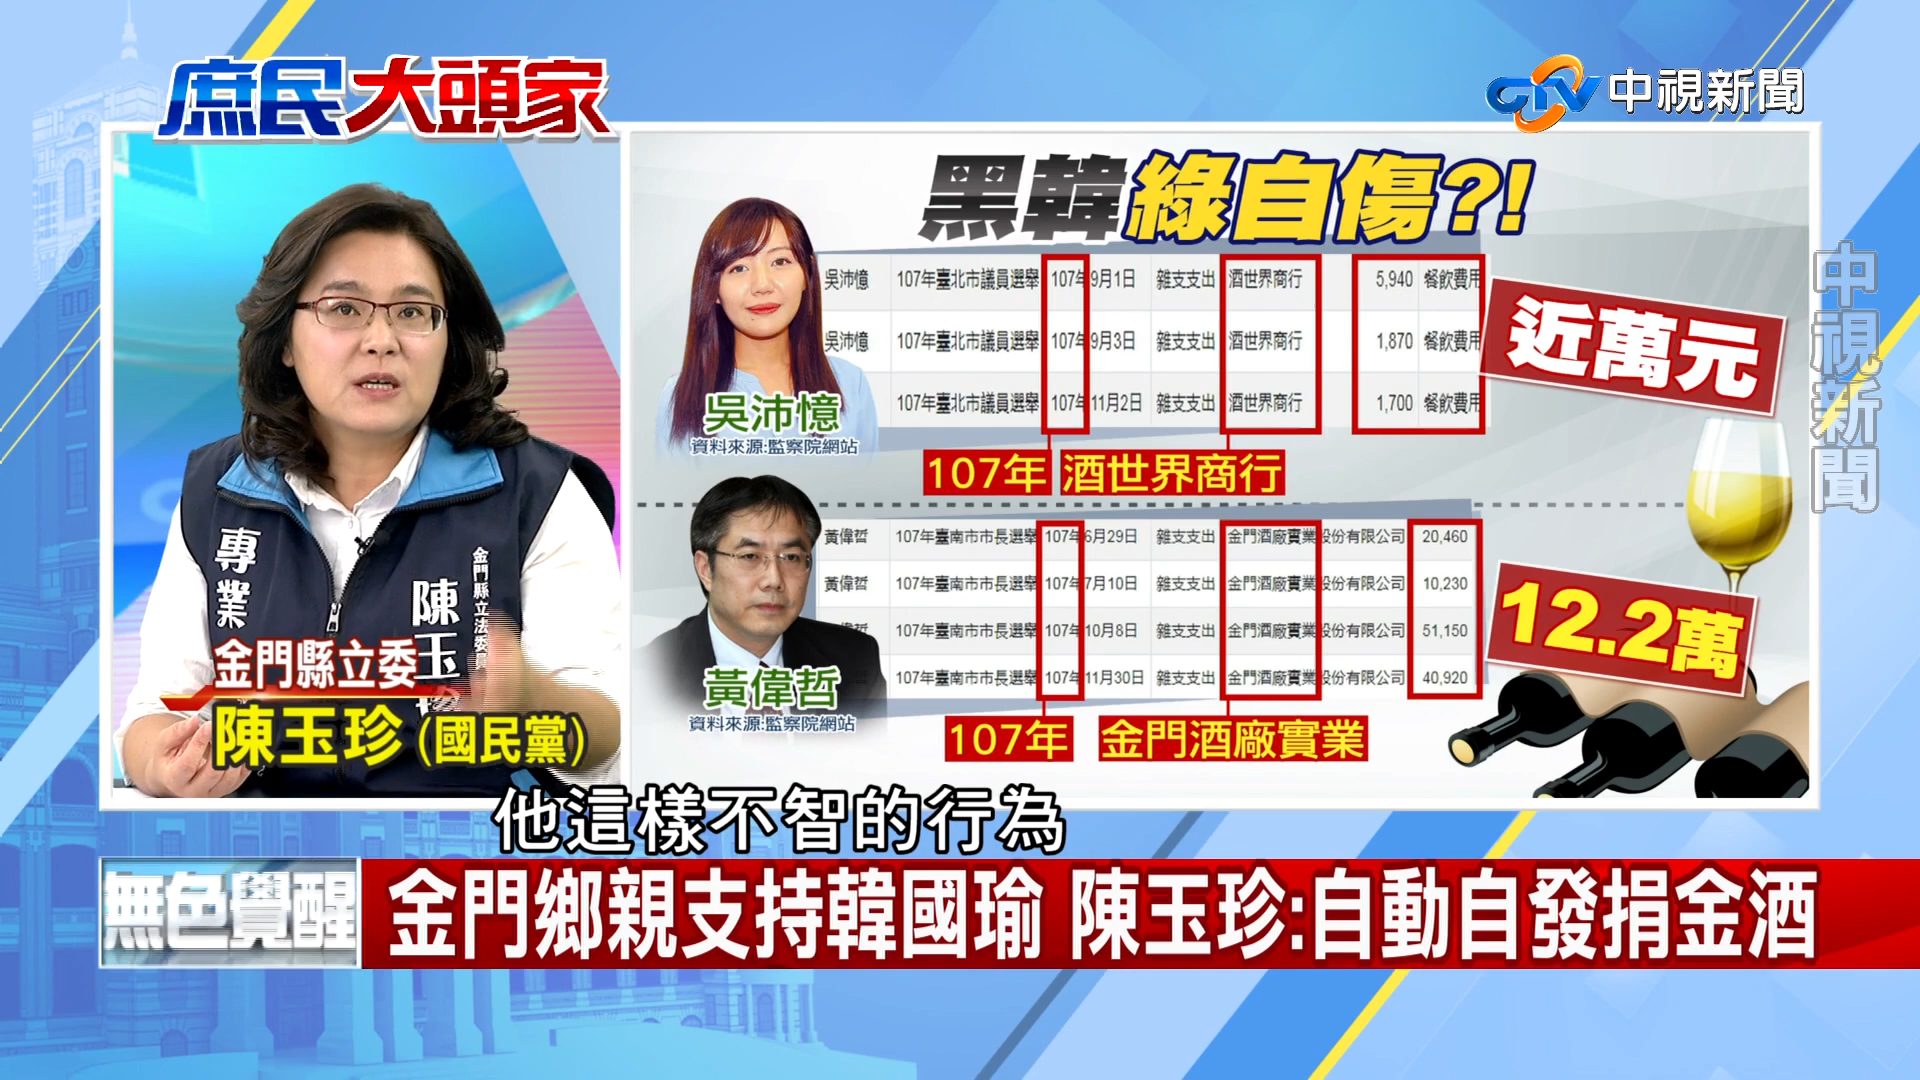 庶民大頭家
CTV 中視新聞
中視新聞
黑韓綠自傷?!
吳沛憶 107年臺北市議員選舉 107年9月1日 雜支支出 酒世界商行 5,940 餐飲費用
吳沛憶 107年臺北市議員選舉 107年9月3日 雜支支出 酒世界商行 1,870 餐飲費用
107年臺北市議員選舉 107年11月2日 雜支支出 酒世界商行 1,700 餐飲費用
近萬元
吳沛憶
資料來源:監察院網站
107年 酒世界商行
黃偉哲 107年臺南市市長選舉 107年6月29日 雜支支出 金門酒廠實業股份有限公司 20,460
黃偉哲 107年臺南市市長選舉 107年7月10日 雜支支出 金門酒廠實業股份有限公司 10,230
107年臺南市市長選舉 107年10月8日 雜支支出 金門酒廠實業股份有限公司 51,150
107年臺南市市長選舉 107年11月30日 雜支支出 金門酒廠實業股份有限公司 40,920
12.2萬
黃偉哲
資料來源:監察院網站
107年 金門酒廠實業
專業
金門縣立法委員
陳玉珍
金門縣立委
陳玉珍(國民黨)
他這樣不智的行為
無色覺醒
金門鄉親支持韓國瑜 陳玉珍:自動自發捐金酒